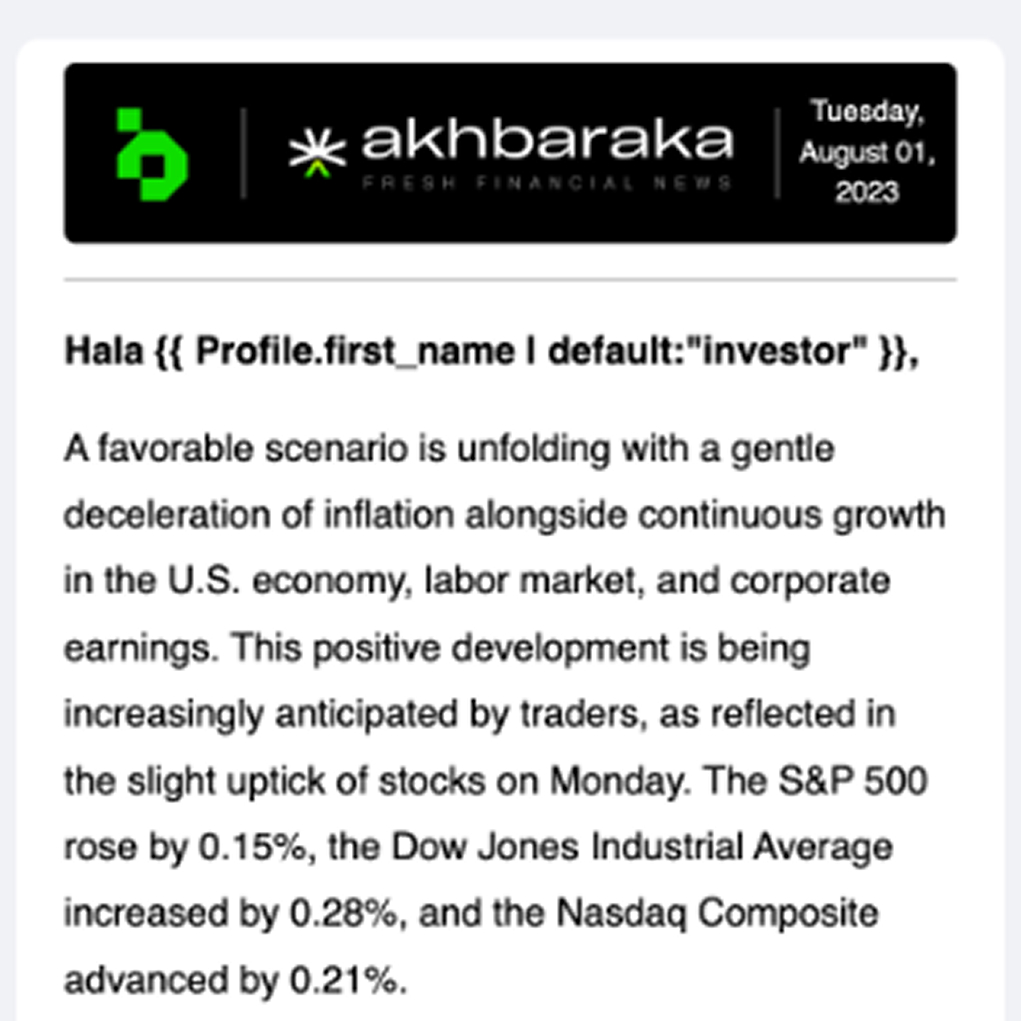 akhbaraka
FRESH FINANCIAL NEWS
Tuesday,
August 01,
2023
Hala {{ Profile.first_name | default:"investor" }},
A favorable scenario is unfolding with a gentle
deceleration of inflation alongside continuous growth
in the U.S. economy, labor market, and corporate
earnings. This positive development is being
increasingly anticipated by traders, as reflected in
the slight uptick of stocks on Monday. The S&P 500
rose by 0.15%, the Dow Jones Industrial Average
increased by 0.28%, and the Nasdaq Composite
advanced by 0.21%.